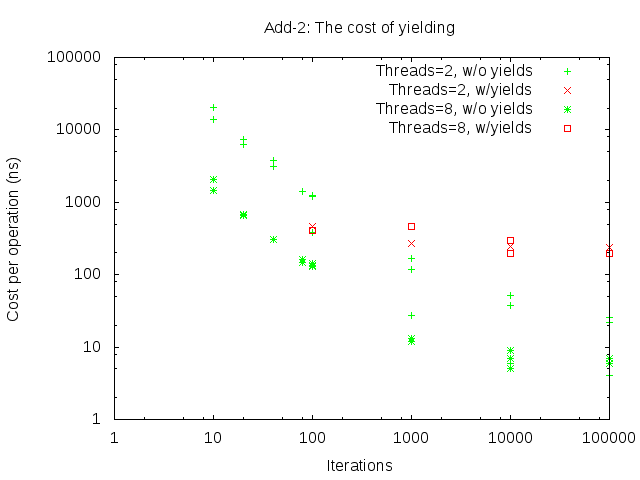 Add-2: The cost of yielding
100000
10000
1000
100
10
1
Cost per operation (ns)
Threads=2, w/o yields
Threads=2, w/yields
Threads=8, w/o yields
Threads=8, w/yields
1 10 100 1000 10000 100000
Iterations